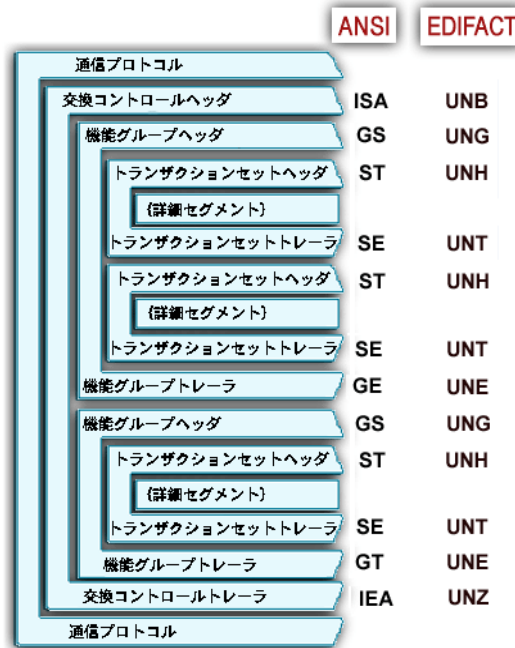 ANSI EDIFACT
通信プロトコル
交換コントロールヘッダ ISA UNB
機能グループヘッダ GS UNG
トランザクションセットヘッダ ST UNH
{詳細セグメント}
トランザクションセットトレーラ SE UNT
トランザクションセットヘッダ ST UNH
{詳細セグメント}
トランザクションセットトレーラ SE UNT
機能グループトレーラ GE UNE
機能グループヘッダ GS UNG
トランザクションセットヘッダ ST UNH
{詳細セグメント}
トランザクションセットトレーラ SE UNT
機能グループトレーラ GT UNE
交換コントロールトレーラ IEA UNZ
通信プロトコル